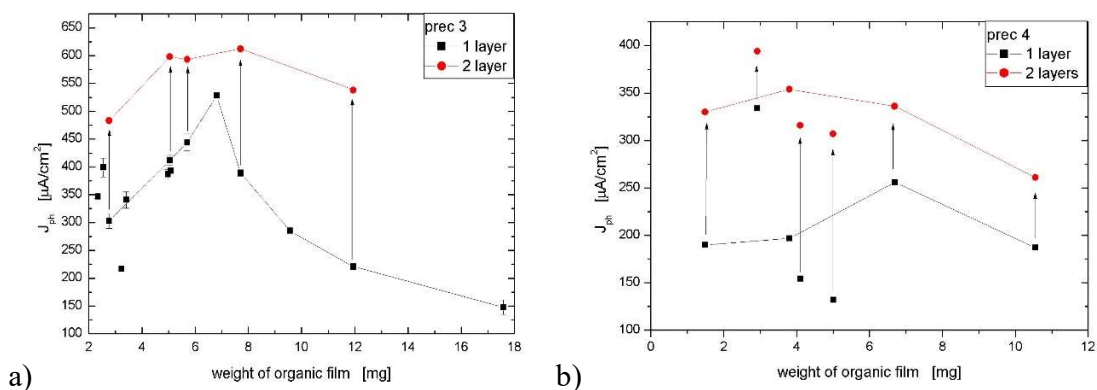 prec 3
1 layer
2 layer
650
600
550
500
450
400
350
300
250
200
150
100
J_ph [μA/cm²]
2 4 6 8 10 12 14 16 18
weight of organic film [mg]
a)
prec 4
1 layer
2 layers
400
350
300
250
200
150
100
J_ph [μA/cm²]
0 2 4 6 8 10 12
weight of organic film [mg]
b)